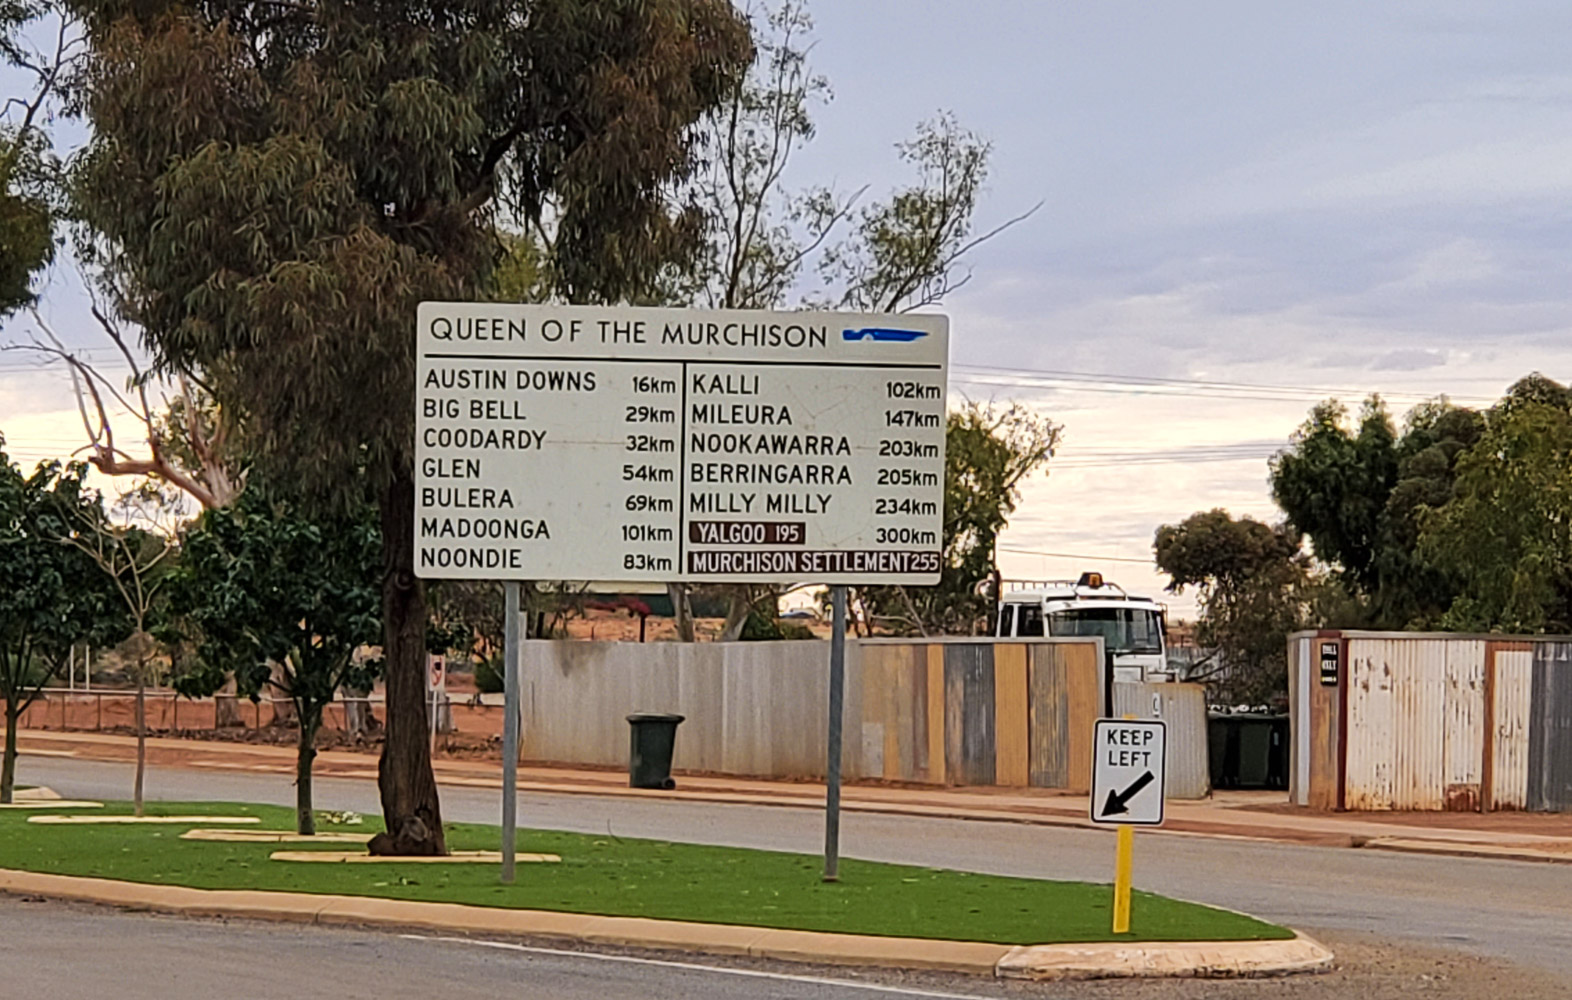 QUEEN OF THE MURCHISON
AUSTIN DOWNS 16km
BIG BELL 29km
COODARDY 32km
GLEN 54km
BULERA 69km
MADOONGA 101km
NOONDIE 83km
KALLI 102km
MILEURA 147km
NOOKAWARRA 203km
BERRINGARRA 205km
MILLY MILLY 234km
YALGOO 195 300km
MURCHISON SETTLEMENT 255
KEEP
LEFT